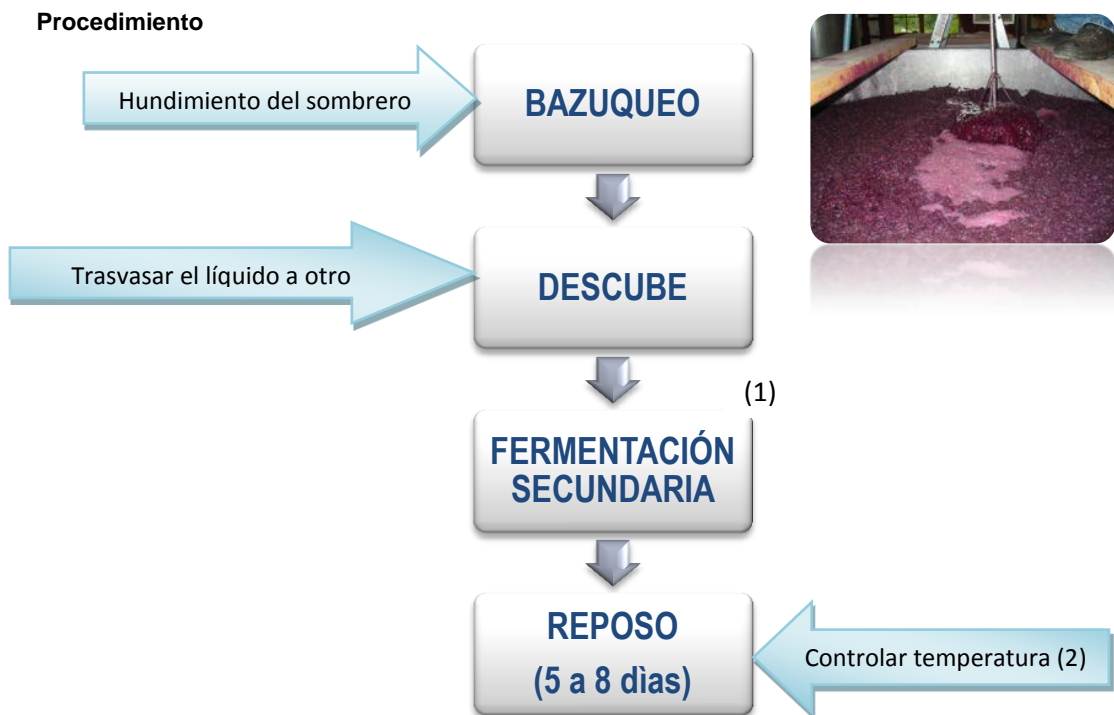 Procedimiento
Hundimiento del sombrero
BAZUQUEO
Trasvasar el líquido a otro
DESCUBE
(1)
FERMENTACIÓN
SECUNDARIA
REPOSO
(5 a 8 dìas)
Controlar temperatura (2)